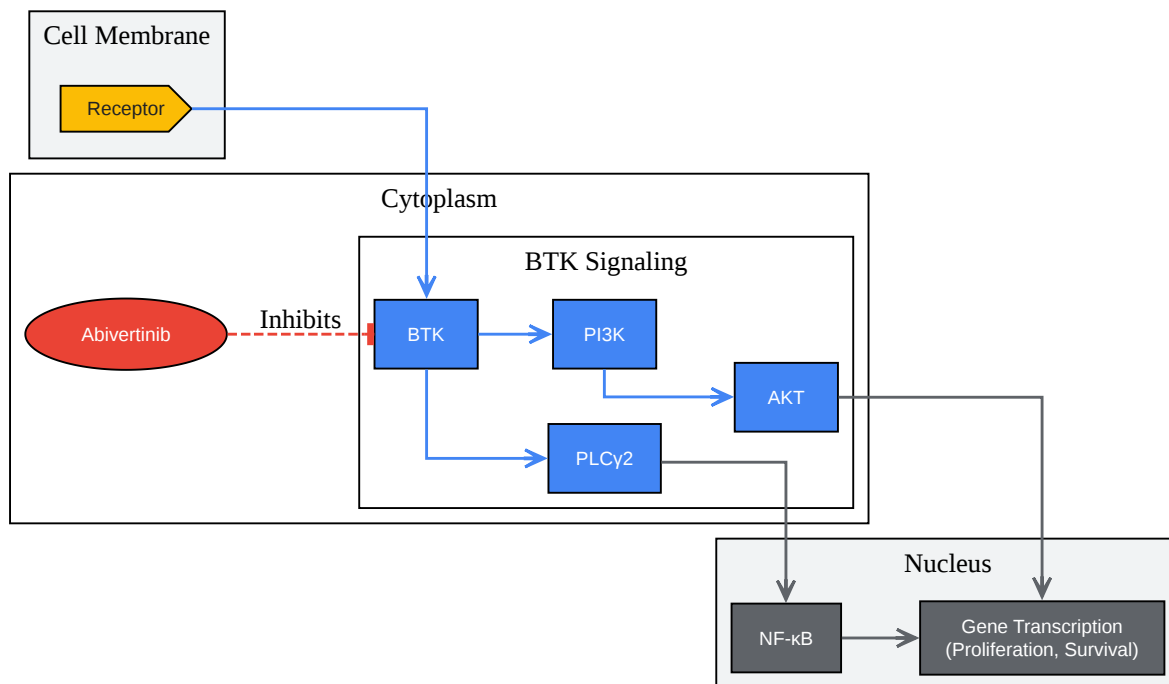 Cell Membrane
Receptor
Cytoplasm
BTK Signaling
Abivertinib
Inhibits
BTK
PI3K
AKT
PLCγ2
Nucleus
NF-κB
Gene Transcription
(Proliferation, Survival)